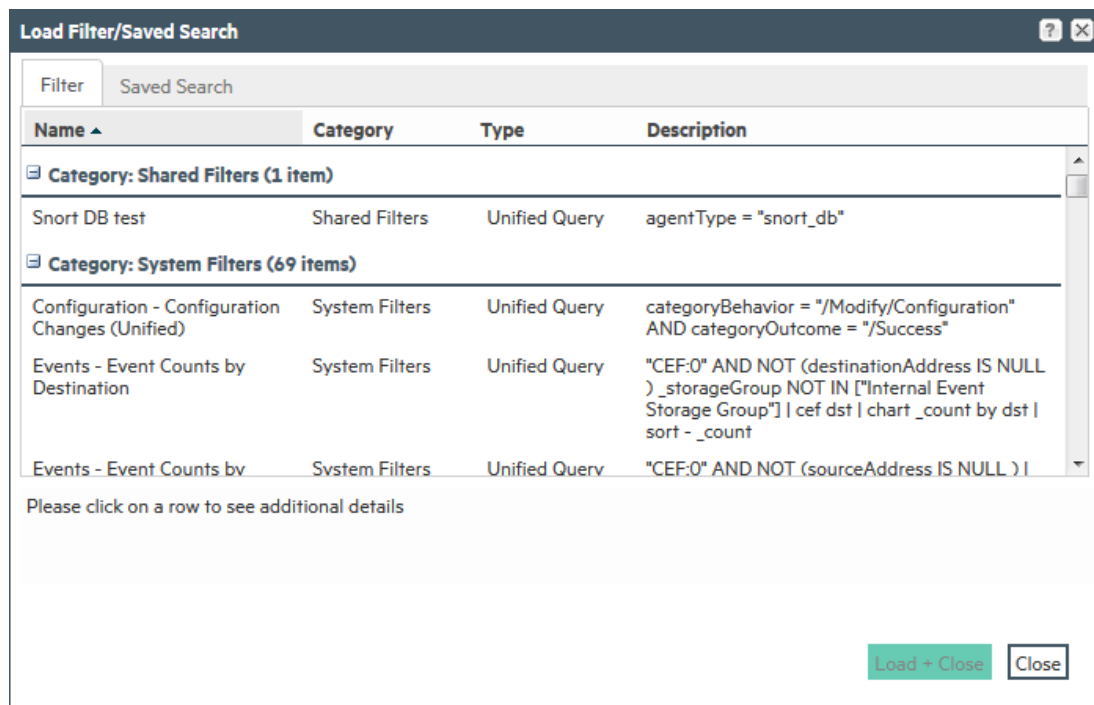 Load Filter/Saved Search
Filter Saved Search
Name Category Type Description
Category: Shared Filters (1 item)
Snort DB test Shared Filters Unified Query agentType = "snort_db"
Category: System Filters (69 items)
Configuration - Configuration System Filters Unified Query categoryBehavior = "/Modify/Configuration"
Changes (Unified) AND categoryOutcome = "/Success"
Events - Event Counts by System Filters Unified Query "CEF:0" AND NOT (destinationAddress IS NULL
Destination ) _storageGroup NOT IN ["Internal Event
Storage Group"] | cef dst | chart _count by dst |
sort - _count
Events - Event Counts by System Filters Unified Query "CEF:0" AND NOT (sourceAddress IS NULL ) |
Please click on a row to see additional details
Load + Close Close